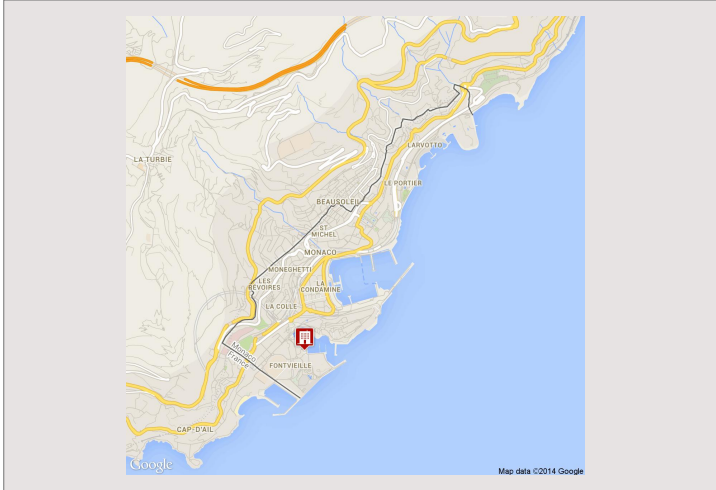 LARVOTTO
LA TURBIE
LE PORTIER
BEAUSOLEIL
ST
MICHEL
MONACO
MONEGHETTI
LES
RÉVOIRES
LA
CONDAMINE
LA COLLE
Monaco
France
FONTVIEILLE
CAP-D'AIL
Google
Map data ©2014 Google